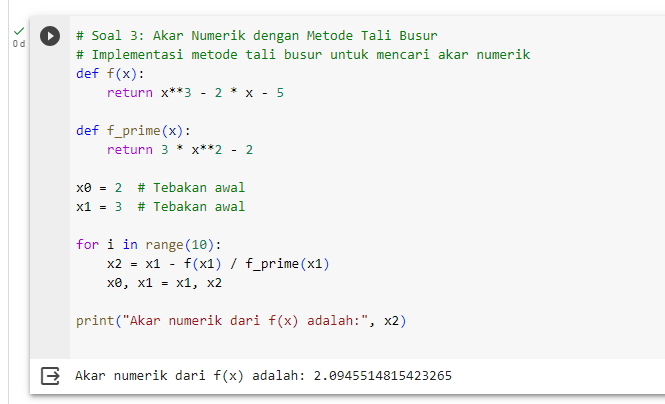 # Soal 3: Akar Numerik dengan Metode Tali Busur
0 d
# Implementasi metode tali busur untuk mencari akar numerik
def f(x):
    return x**3 - 2 * x - 5
def f_prime(x):
    return 3 * x**2 - 2
x0 = 2  # Tebakan awal
x1 = 3  # Tebakan awal
for i in range(10):
    x2 = x1 - f(x1) / f_prime(x1)
    x0, x1 = x1, x2
print("Akar numerik dari f(x) adalah:", x2)
Akar numerik dari f(x) adalah: 2.0945514815423265